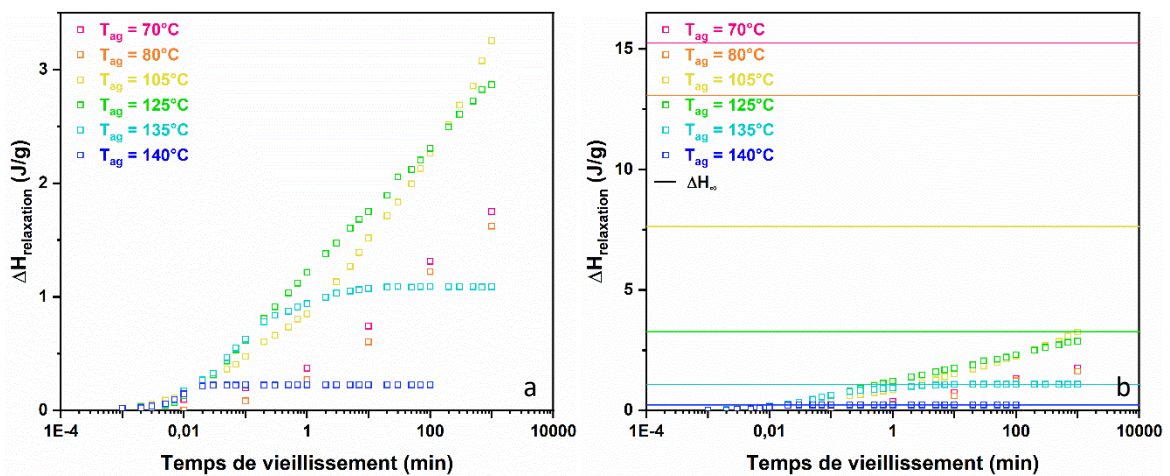 T_ag = 70°C
T_ag = 80°C
T_ag = 105°C
T_ag = 125°C
T_ag = 135°C
T_ag = 140°C
3
2
1
0
ΔH_relaxation (J/g)
a
1E-4
0,01
1
100
10000
Temps de vieillissement (min)
T_ag = 70°C
T_ag = 80°C
T_ag = 105°C
T_ag = 125°C
T_ag = 135°C
T_ag = 140°C
ΔH_∞
15
10
5
0
ΔH_relaxation (J/g)
b
1E-4
0,01
1
100
10000
Temps de vieillissement (min)